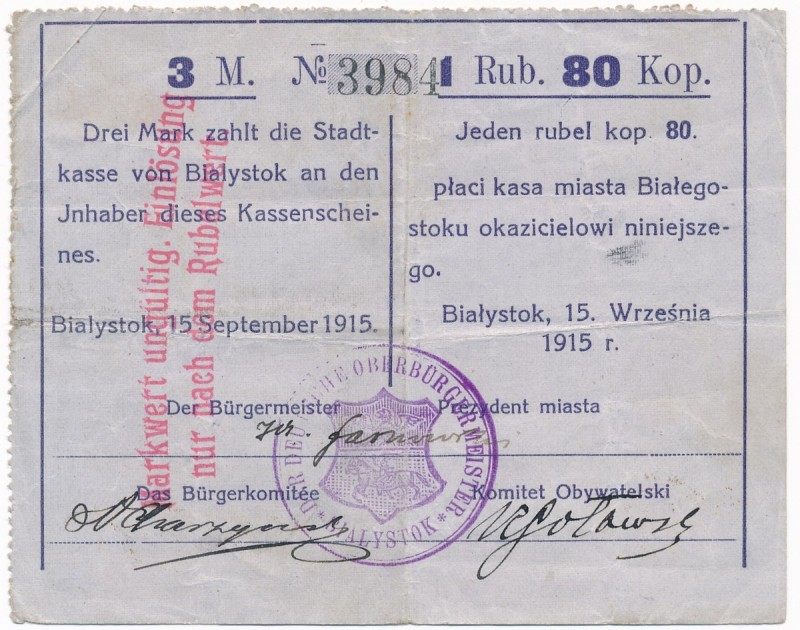 3 M. № 39841 Rub. 80 Kop.
Drei Mark zahlt die Stadt-
kasse von Bialystok an den
Jnhaber dieses Kassenschei-
nes.
Bialystok, 15 September 1915.
Jeden rubel kop. 80.
płaci kasa miasta Białego-
stoku okazicielowi niniejsze-
go.
Białystok, 15. Września
1915 r.
Markwert ungültig. Einlösung
nur nach dem Rubelwert
Der Bürgermeister
Prezydent miasta
DER DEUTSCHE OBERBÜRGERMEISTER
* BIALYSTOK *
Das Bürgerkomitée
Komitet Obywatelski